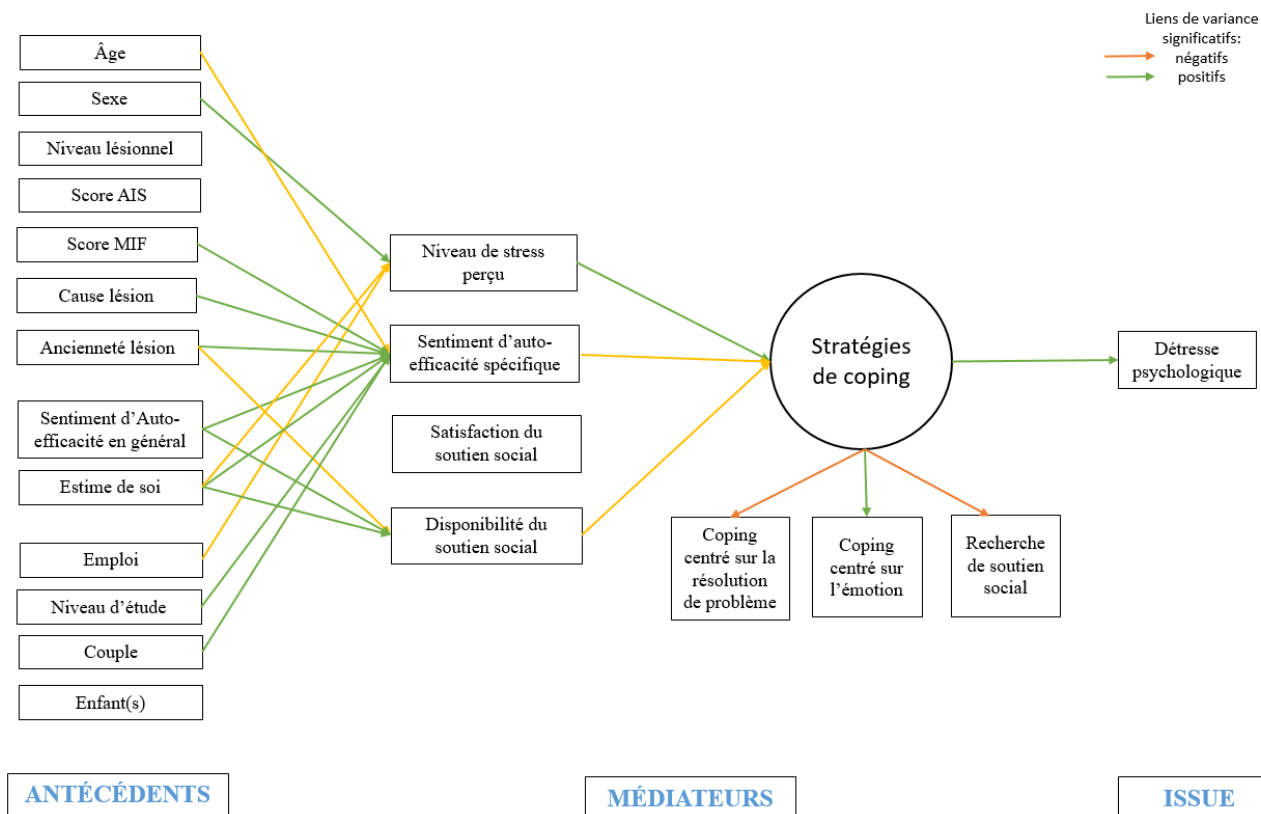 Liens de variance
significatifs:
négatifs
positifs
Âge
Sexe
Niveau lésionnel
Score AIS
Score MIF
Cause lésion
Ancienneté lésion
Sentiment d'Auto-
efficacité en général
Estime de soi
Emploi
Niveau d'étude
Couple
Enfant(s)
Niveau de stress
perçu
Sentiment d'auto-
efficacité spécifique
Satisfaction du
soutien social
Disponibilité du
soutien social
Stratégies
de coping
Coping
centré sur la
résolution
de problème
Coping
centré sur
l'émotion
Recherche
de soutien
social
Détresse
psychologique
ANTÉCÉDENTS
MÉDIATEURS
ISSUE